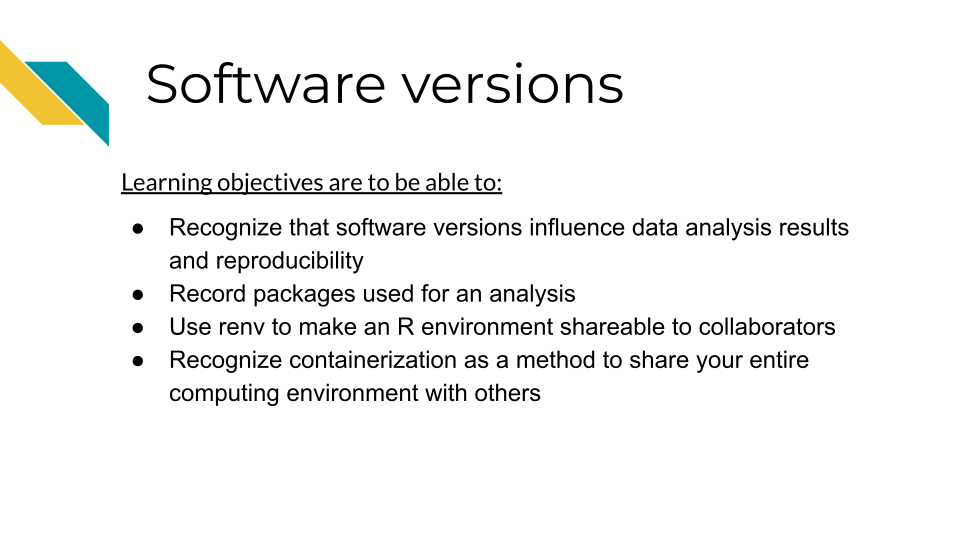 Software versions
Learning objectives are to be able to:
● Recognize that software versions influence data analysis results
and reproducibility
● Record packages used for an analysis
● Use renv to make an R environment shareable to collaborators
● Recognize containerization as a method to share your entire
computing environment with others